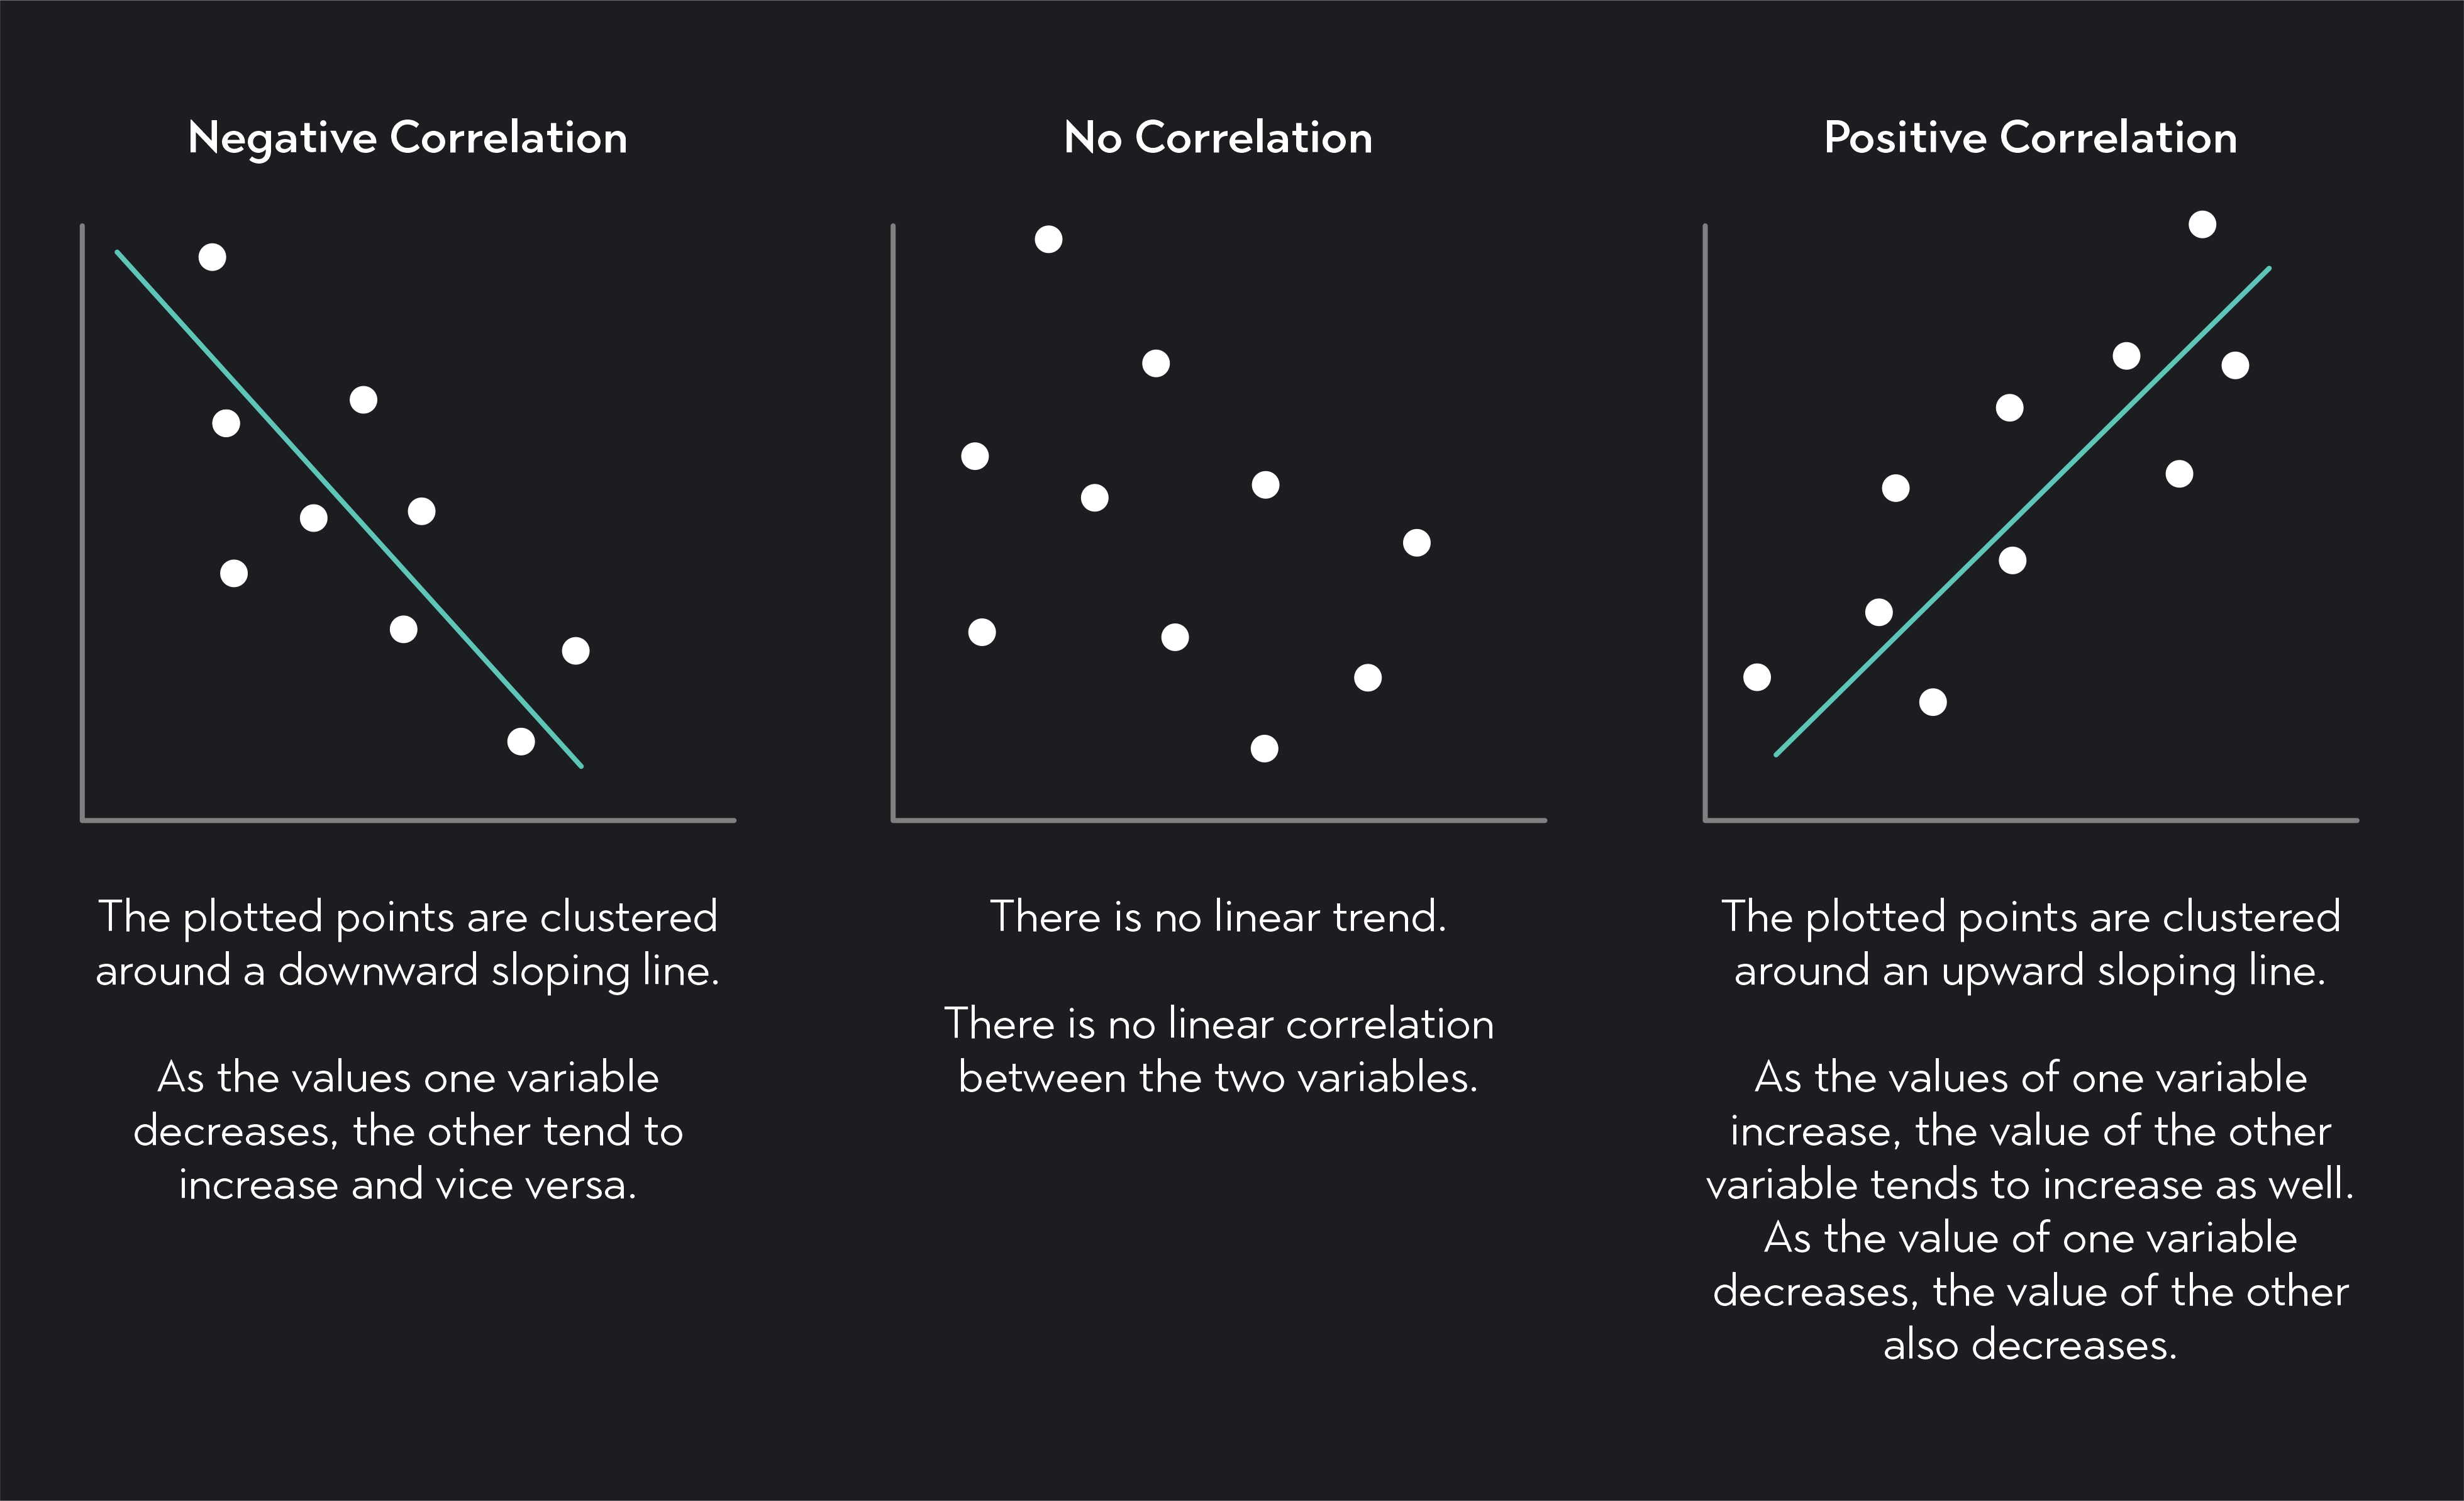 Negative Correlation
The plotted points are clustered
around a downward sloping line.
As the values one variable
decreases, the other tend to
increase and vice versa.
No Correlation
There is no linear trend.
There is no linear correlation
between the two variables.
Positive Correlation
The plotted points are clustered
around an upward sloping line.
As the values of one variable
increase, the value of the other
variable tends to increase as well.
As the value of one variable
decreases, the value of the other
also decreases.